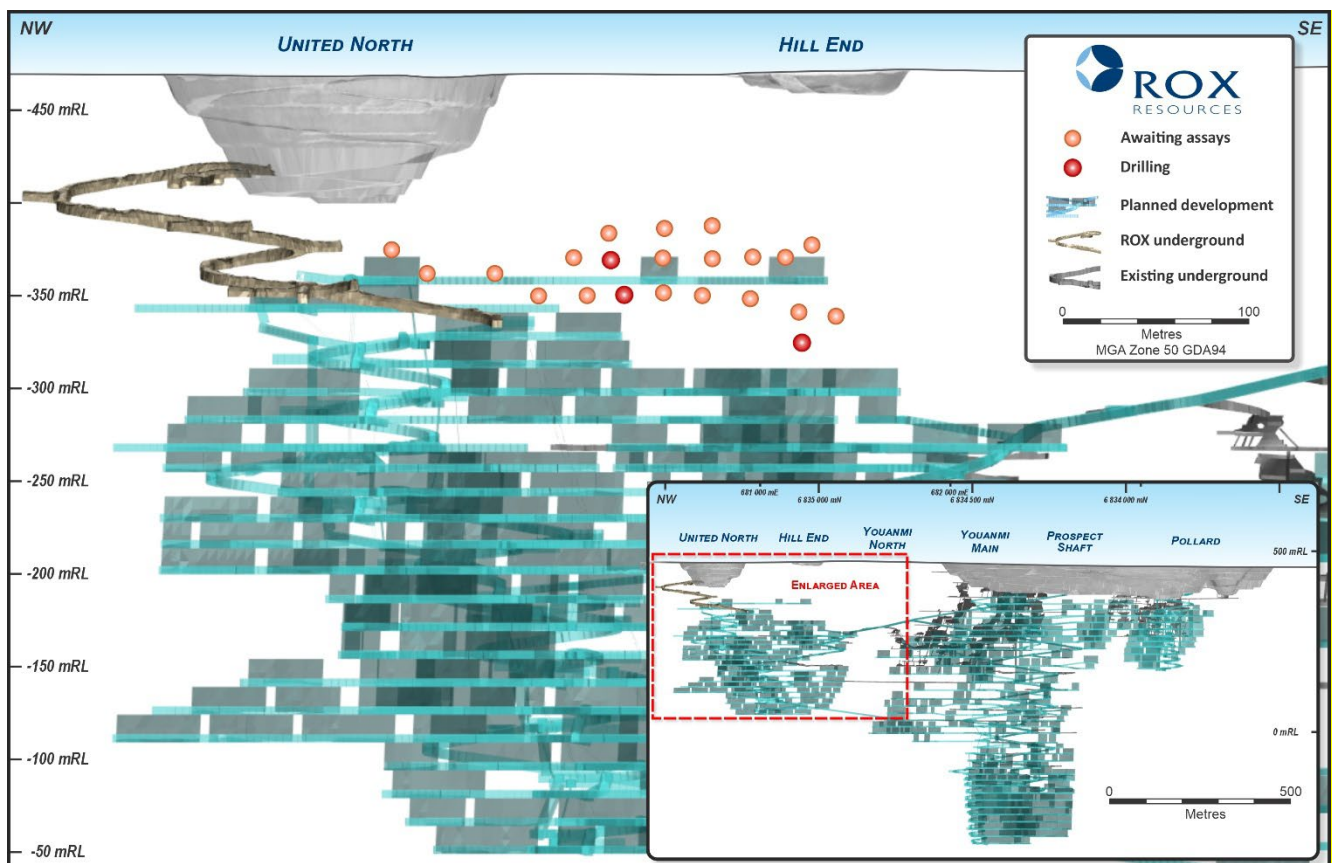 NW
UNITED NORTH
HILL END
SE
ROX
RESOURCES
Awaiting assays
Drilling
Planned development
ROX underground
Existing underground
0 100
Metres
MGA Zone 50 GDA94
-450 mRL
-350 mRL
-300 mRL
-250 mRL
-200 mRL
-150 mRL
-100 mRL
-50 mRL
NW
681 000 mE
6 835 000 mN
682 000 mE
6 834 500 mN
6 834 000 mN
SE
UNITED NORTH
HILL END
YOUANMI
NORTH
YOUANMI
MAIN
PROSPECT
SHAFT
POLLARD
500 mRL
ENLARGED AREA
0 mRL
0 500
Metres